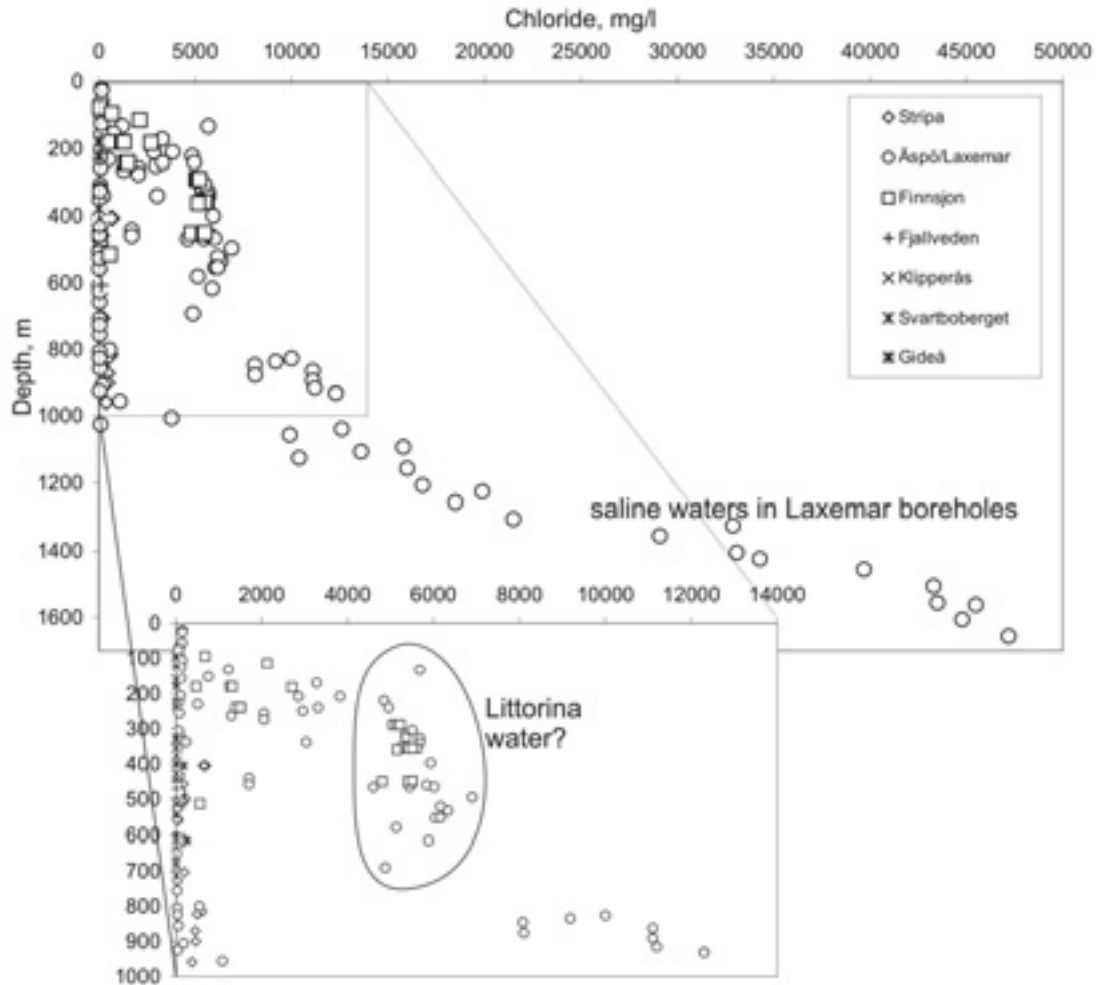 Chloride, mg/l
0 5000 10000 15000 20000 25000 30000 35000 40000 45000 50000
Depth, m
0
200
400
600
800
1000
1200
1400
1600
Stripa
Äspö/Laxemar
Finnsjon
Fjallveden
Klipperås
Svartboberget
Gideå
saline waters in Laxemar boreholes
0 2000 4000 6000 8000 10000 12000 14000
0
100
200
300
400
500
600
700
800
900
1000
Littorina
water?